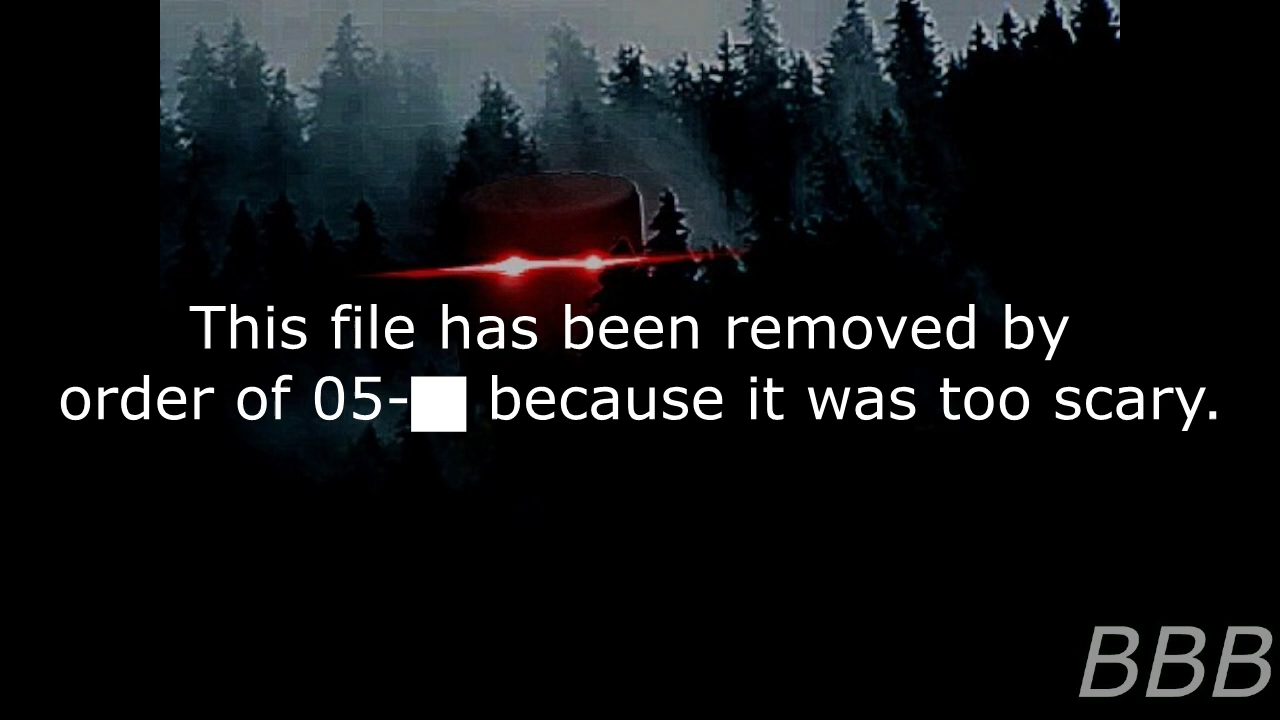 This file has been removed by
order of 05-█ because it was too scary.
BBB